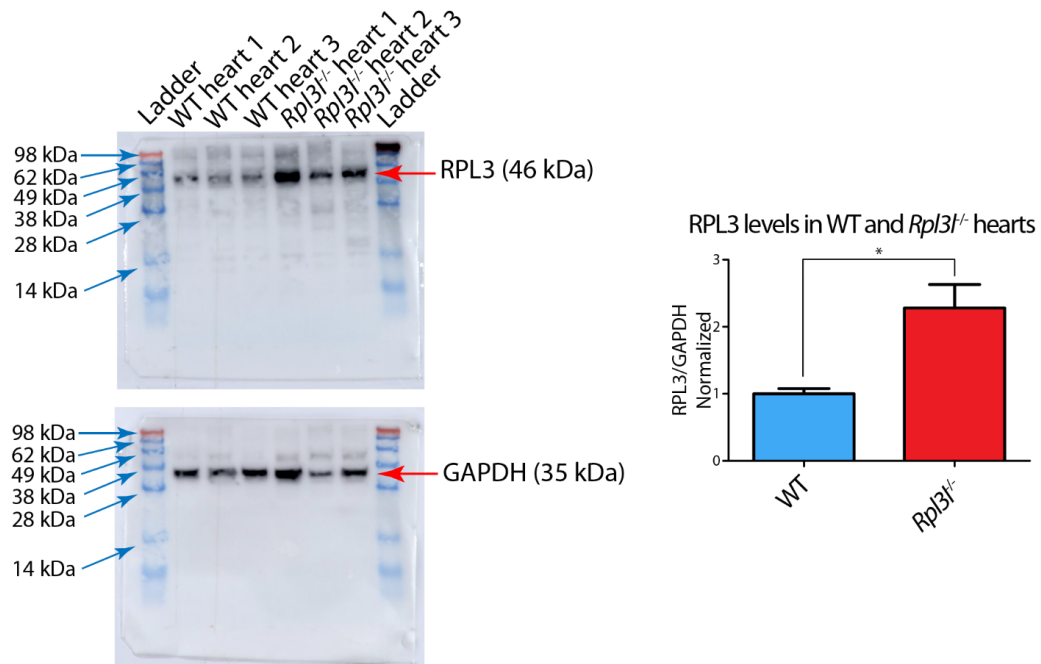 Ladder
WT heart 1
WT heart 2
WT heart 3
Rpl3l-/- heart 1
Rpl3l-/- heart 2
Rpl3l-/- heart 3
Ladder
98 kDa
62 kDa
49 kDa
38 kDa
28 kDa
14 kDa
RPL3 (46 kDa)
98 kDa
62 kDa
49 kDa
38 kDa
28 kDa
14 kDa
GAPDH (35 kDa)
RPL3 levels in WT and Rpl3l-/- hearts
*
3
2
1
0
RPL3/GAPDH
Normalized
WT
Rpl3l-/-